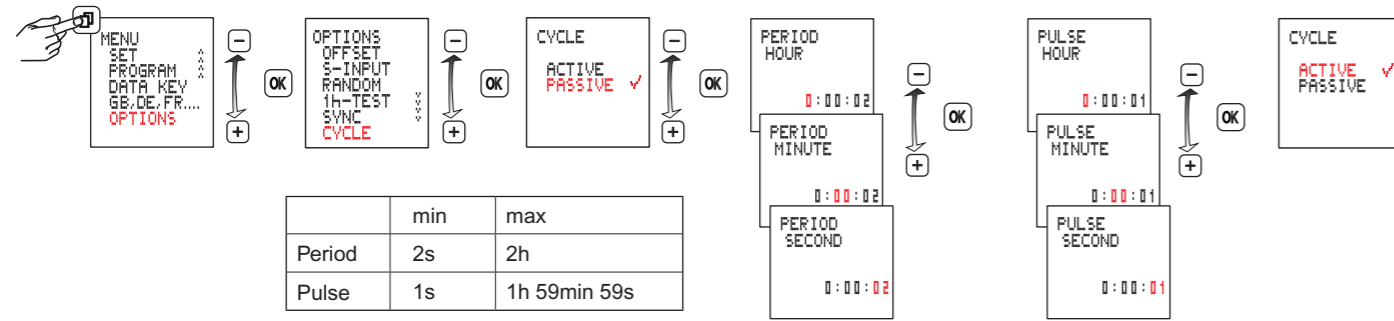 MENU
SET
PROGRAM
DATA KEY
GB,DE,FR....
OPTIONS
−
+
OK
OPTIONS
OFFSET
S-INPUT
RANDOM
1h-TEST
SYNC
CYCLE
−
+
OK
CYCLE
ACTIVE
PASSIVE ✓
−
+
OK
PERIOD
HOUR
0:00:02
PERIOD
MINUTE
0:00:02
PERIOD
SECOND
0:00:02
−
+
OK
PULSE
HOUR
0:00:01
PULSE
MINUTE
0:00:01
PULSE
SECOND
0:00:01
−
+
OK
CYCLE
ACTIVE ✓
PASSIVE
min max
Period 2s 2h
Pulse 1s 1h 59min 59s